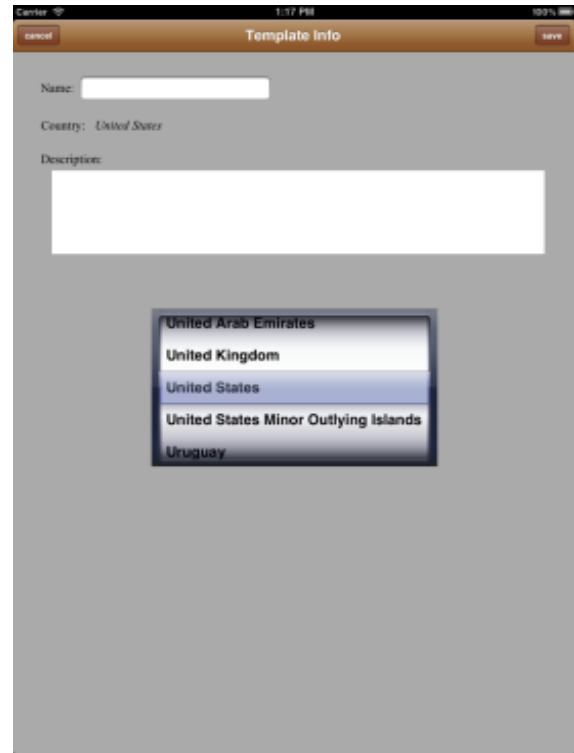 Carrier 1:17 PM 100%
cancel Template Info save
Name:
Country: United States
Description:
United Arab Emirates
United Kingdom
United States
United States Minor Outlying Islands
Uruguay